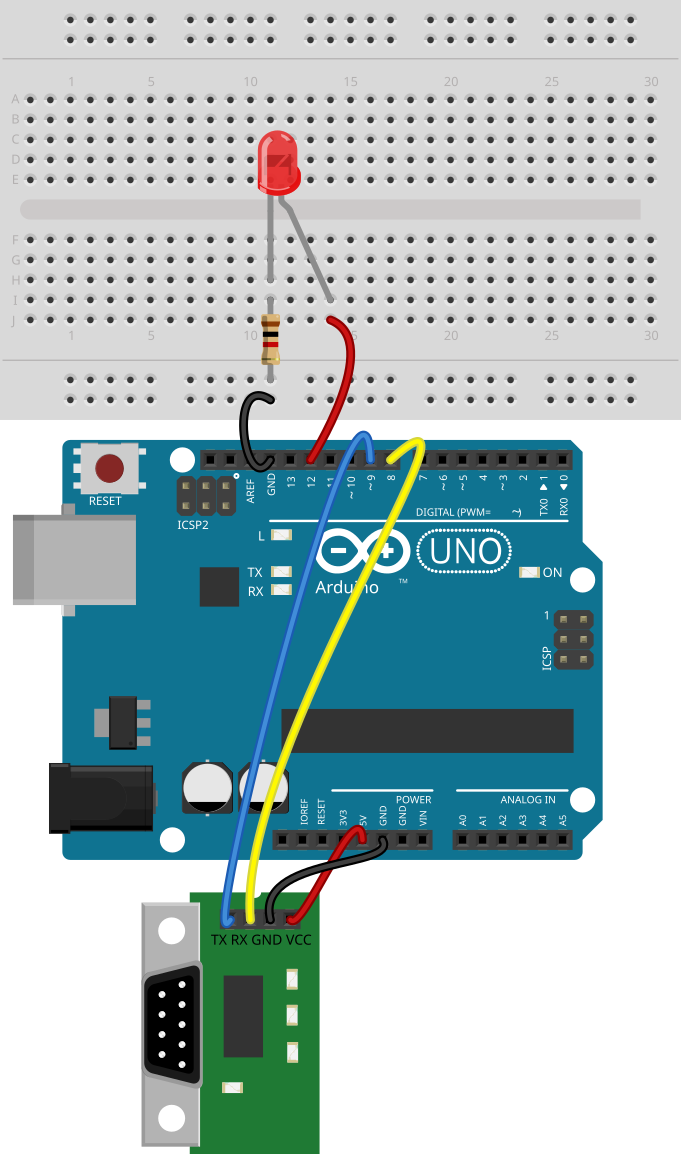 1 5 10 15 20 25 30
A
B
C
D
E
F
G
H
I
J
1 5 10 20 25 30
RESET
ICSP2
AREF
GND
13
12
11
~ 10
~ 9
8
7
~ 6
~ 5
4
~ 3
2
TX0 ▶ 1
RX0 ◀ 0
DIGITAL (PWM= ~)
L
TX
RX
UNO
Arduino
TM
ON
1
ICSP
IOREF
RESET
3V3
5V
GND
GND
VIN
POWER
ANALOG IN
A0
A1
A2
A3
A4
A5
TX RX GND VCC